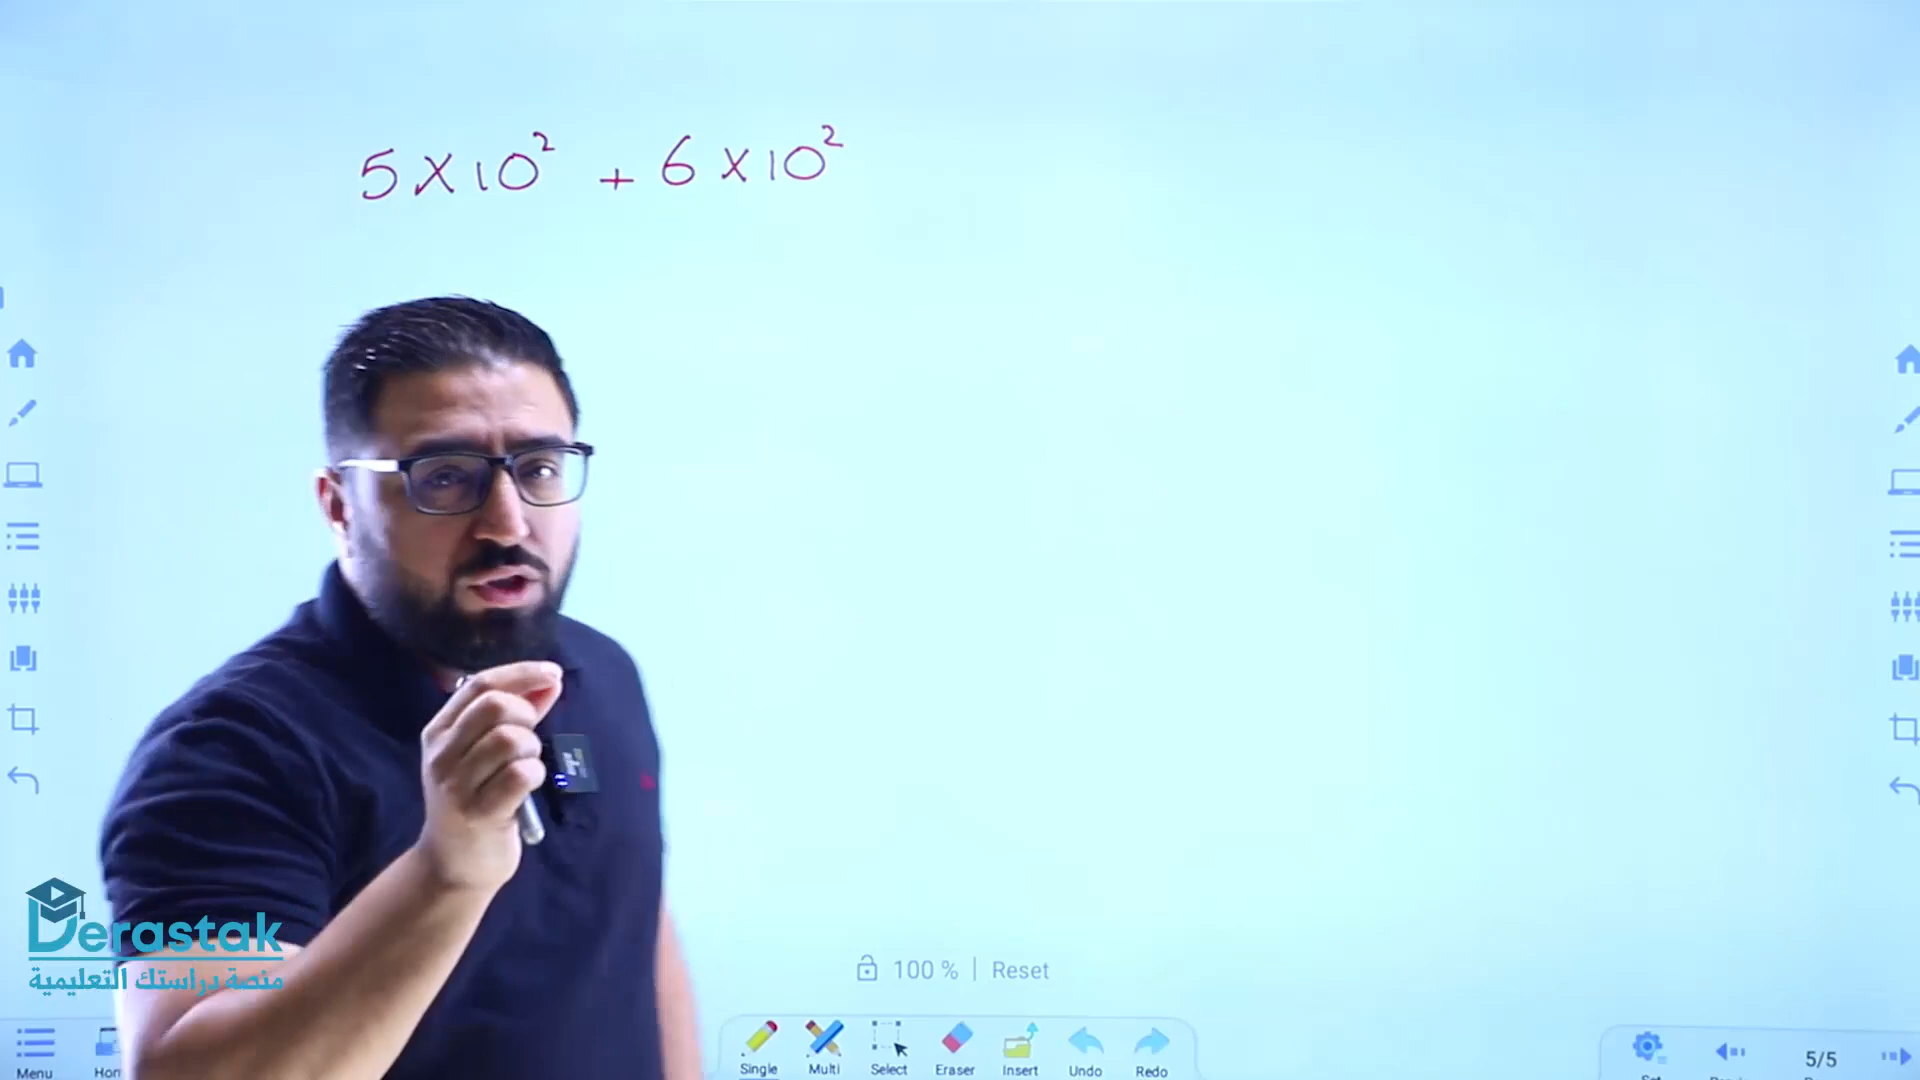 5 × 10² + 6 × 10²
Derastak
منصة دراستك التعليمية
100 % | Reset
Menu
Single Multi Select Eraser Insert Undo Redo
5/5